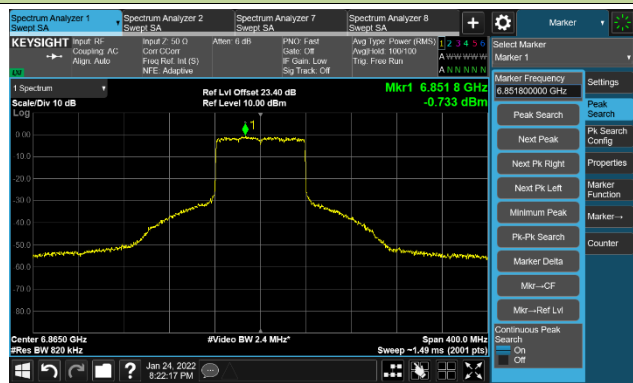 Spectrum Analyzer 1
Swept SA
Spectrum Analyzer 2
Swept SA
Spectrum Analyzer 7
Swept SA
Spectrum Analyzer 8
Swept SA
+
Marker
KEYSIGHT
Input: RF
Coupling: AC
Align: Auto
Input Z: 50 Ω
Corr CCorr
Freq Ref: Int (S)
NFE: Adaptive
Atten: 6 dB
PNO: Fast
Gate: Off
IF Gain: Low
Sig Track: Off
Avg Type: Power (RMS)
Avg|Hold: 100/100
Trig: Free Run
1 2 3 4 5 6
A W W W W W
A N N N N N
LV
Select Marker
Marker 1
1 Spectrum
Scale/Div 10 dB
Ref Lvl Offset 23.40 dB
Ref Level 10.00 dBm
Mkr1 6.851 8 GHz
-0.733 dBm
Log
1
0.00
-10.0
-20.0
-30.0
-40.0
-50.0
-60.0
-70.0
-80.0
Center 6.8650 GHz
#Res BW 820 kHz
#Video BW 2.4 MHz*
Span 400.0 MHz
Sweep ~1.49 ms (2001 pts)
Marker Frequency
6.851800000 GHz
Peak Search
Next Peak
Next Pk Right
Next Pk Left
Minimum Peak
Pk-Pk Search
Marker Delta
Mkr→CF
Mkr→Ref Lvl
Continuous Peak
Search
On
Off
Settings
Peak
Search
Pk Search
Config
Properties
Marker
Function
Marker→
Counter
?
Jan 24, 2022
8:22:17 PM